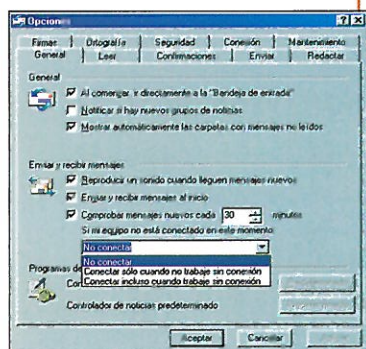 Opciones
Firmas Ortografía Seguridad Conexión Mantenimiento
General Leer Confirmaciones Enviar Redactar
General
Al comenzar, ir directamente a la "Bandeja de entrada"
Notificar si hay nuevos grupos de noticias
Mostrar automáticamente las carpetas con mensajes no leídos
Enviar y recibir mensajes
Reproducir un sonido cuando lleguen mensajes nuevos
Enviar y recibir mensajes al inicio
Comprobar mensajes nuevos cada 30 minutos
Si mi equipo no está conectado en este momento:
No conectar
No conectar
Conectar sólo cuando no trabaje sin conexión
Conectar incluso cuando trabaje sin conexión
Programas de
Controlador de noticias predeterminado
Aceptar Cancelar